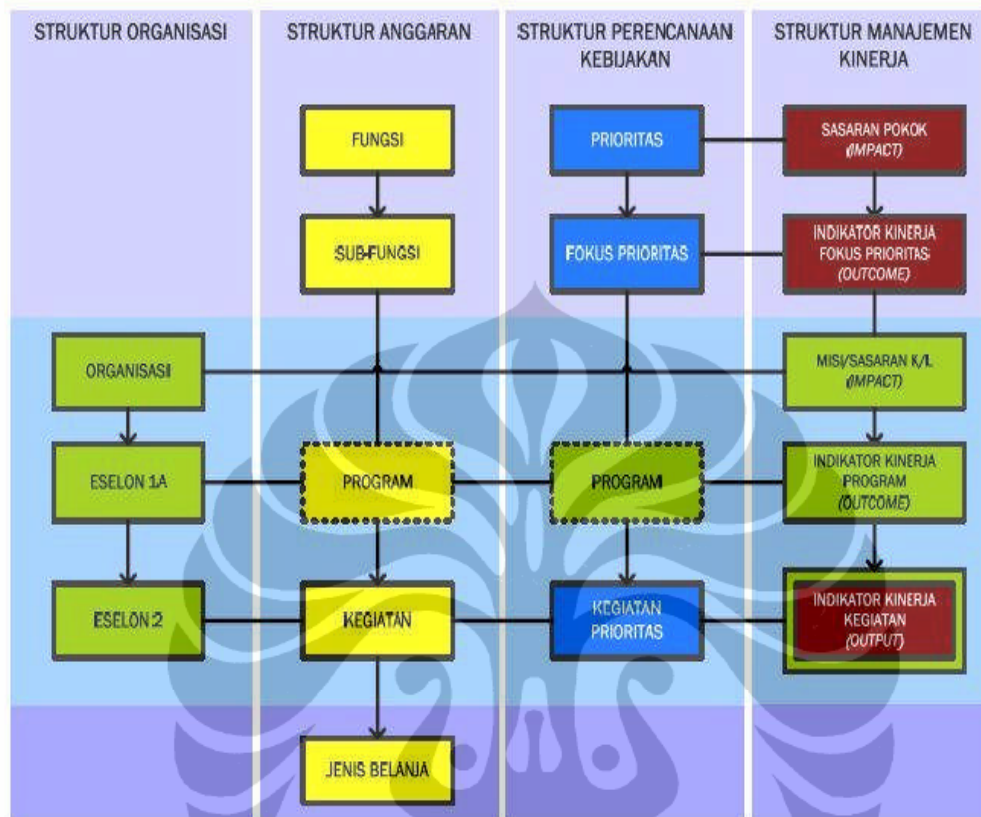 STRUKTUR ORGANISASI
STRUKTUR ANGGARAN
STRUKTUR PERENCANAAN
KEBIJAKAN
STRUKTUR MANAJEMEN
KINERJA
FUNGSI
PRIORITAS
SASARAN POKOK
(IMPACT)
SUB-FUNGSI
FOKUS PRIORITAS
INDIKATOR KINERJA
FOKUS PRIORITAS
(OUTCOME)
ORGANISASI
MISI/SASARAN K/L
(IMPACT)
ESELON 1A
PROGRAM
PROGRAM
INDIKATOR KINERJA
PROGRAM
(OUTCOME)
ESELON 2
KEGIATAN
KEGIATAN
PRIORITAS
INDIKATOR KINERJA
KEGIATAN
(OUTPUT)
JENIS BELANJA